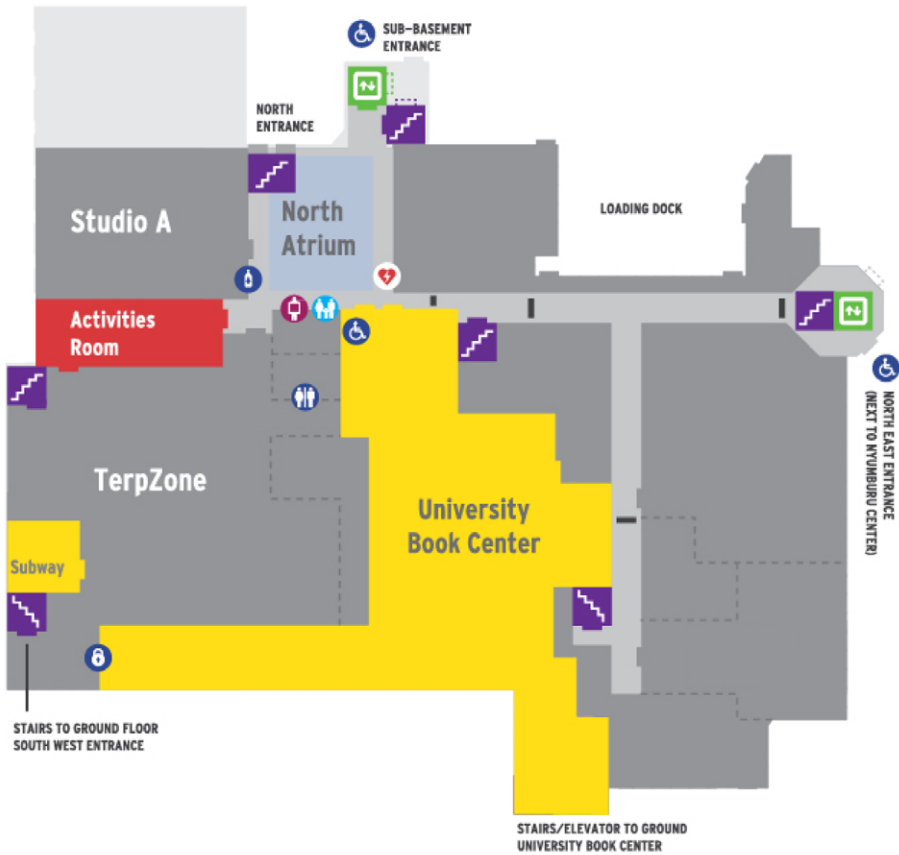 SUB-BASEMENT
ENTRANCE
NORTH
ENTRANCE
Studio A
North
Atrium
LOADING DOCK
Activities
Room
NORTH EAST ENTRANCE
(NEXT TO NYUMBURU CENTER)
TerpZone
University
Book Center
Subway
STAIRS TO GROUND FLOOR
SOUTH WEST ENTRANCE
STAIRS/ELEVATOR TO GROUND
UNIVERSITY BOOK CENTER